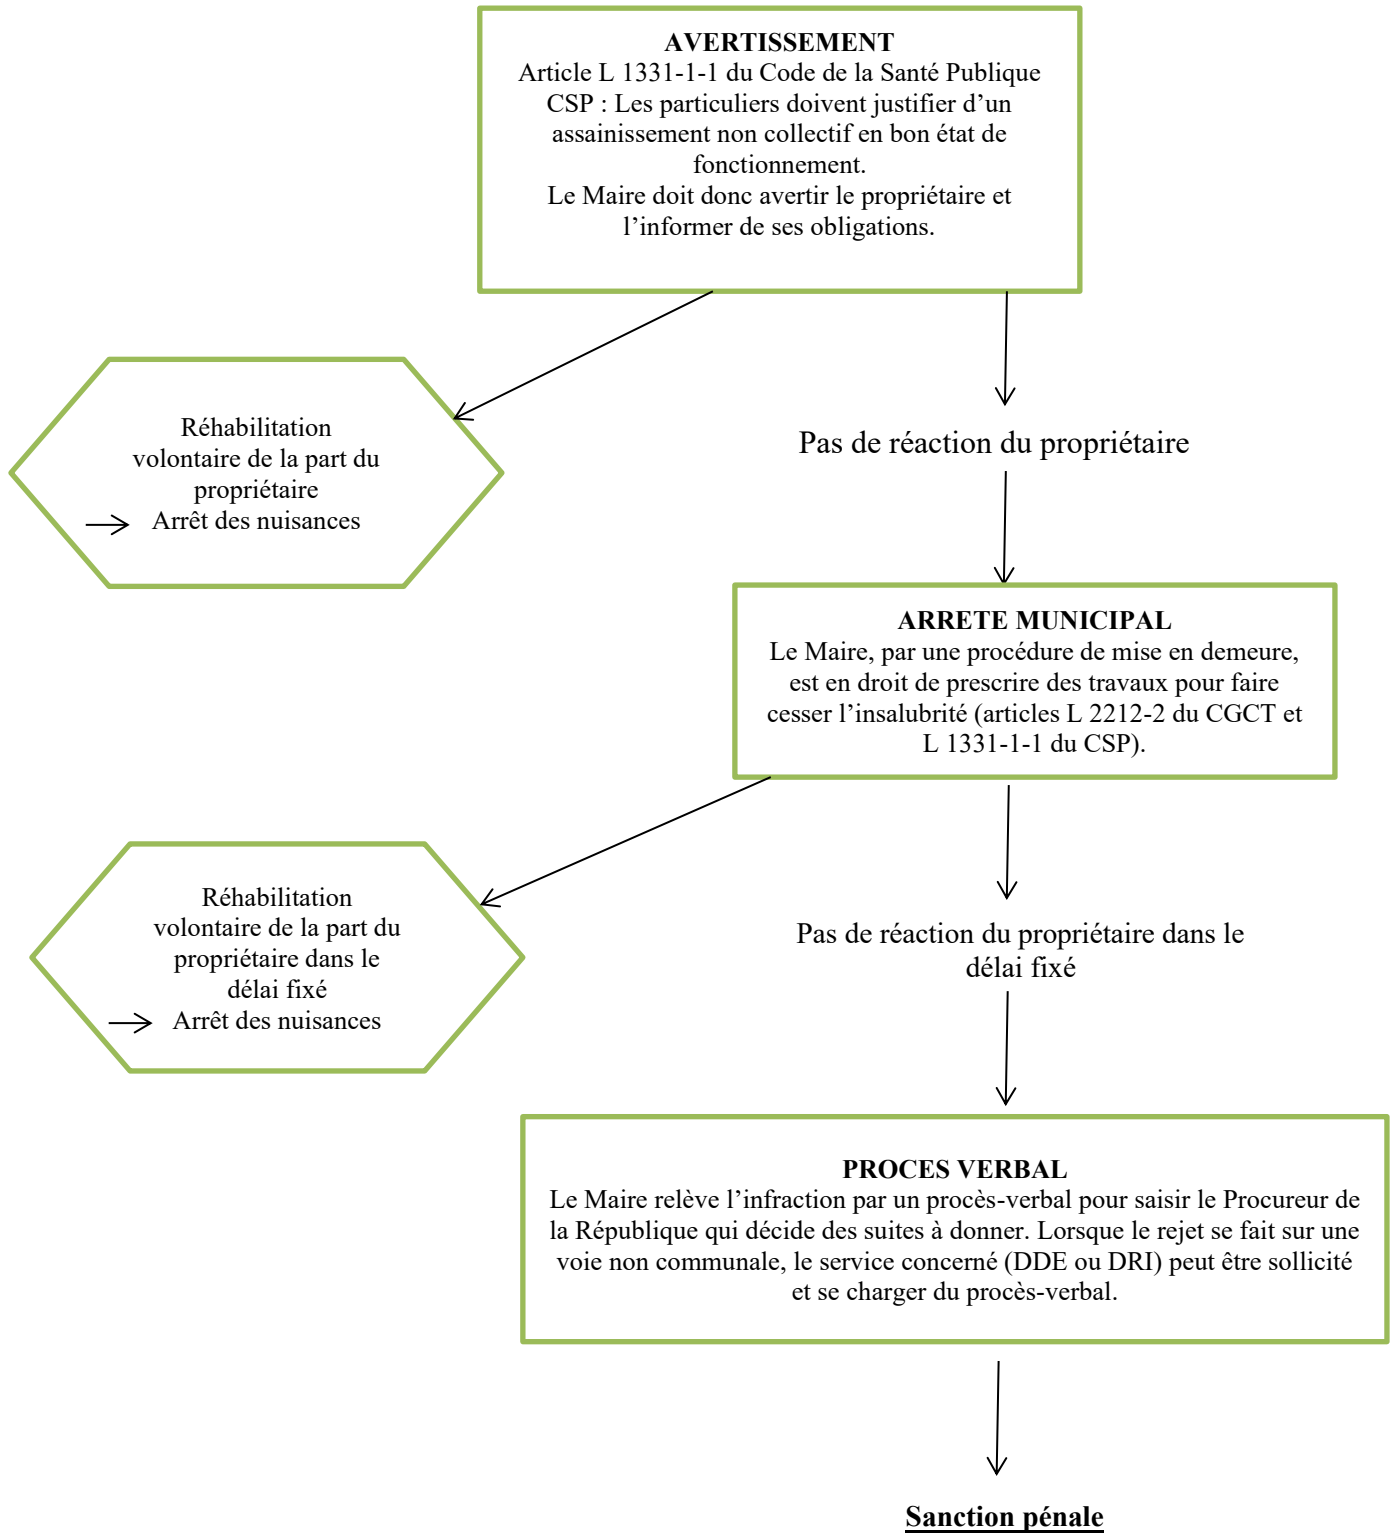 AVERTISSEMENT
Article L 1331-1-1 du Code de la Santé Publique
CSP : Les particuliers doivent justifier d’un
assainissement non collectif en bon état de
fonctionnement.
Le Maire doit donc avertir le propriétaire et
l’informer de ses obligations.
Réhabilitation
volontaire de la part du
propriétaire
Arrêt des nuisances
Pas de réaction du propriétaire
ARRETE MUNICIPAL
Le Maire, par une procédure de mise en demeure,
est en droit de prescrire des travaux pour faire
cesser l’insalubrité (articles L 2212-2 du CGCT et
L 1331-1-1 du CSP).
Réhabilitation
volontaire de la part du
propriétaire dans le
délai fixé
Arrêt des nuisances
Pas de réaction du propriétaire dans le
délai fixé
PROCES VERBAL
Le Maire relève l’infraction par un procès-verbal pour saisir le Procureur de
la République qui décide des suites à donner. Lorsque le rejet se fait sur une
voie non communale, le service concerné (DDE ou DRI) peut être sollicité
et se charger du procès-verbal.
Sanction pénale